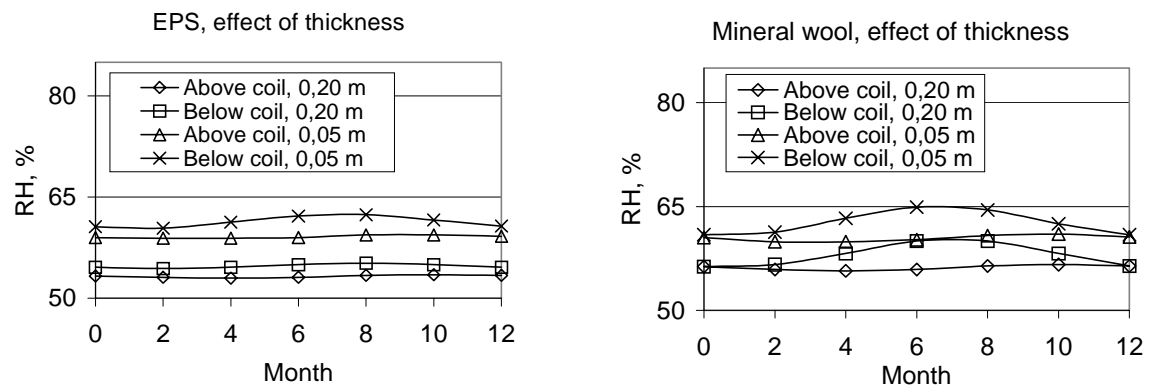 EPS, effect of thickness
80
65
50
RH, %
Above coil, 0,20 m
Below coil, 0,20 m
Above coil, 0,05 m
Below coil, 0,05 m
0 2 4 6 8 10 12
Month
Mineral wool, effect of thickness
80
65
50
RH, %
Above coil, 0,20 m
Below coil, 0,20 m
Above coil, 0,05 m
Below coil, 0,05 m
0 2 4 6 8 10 12
Month